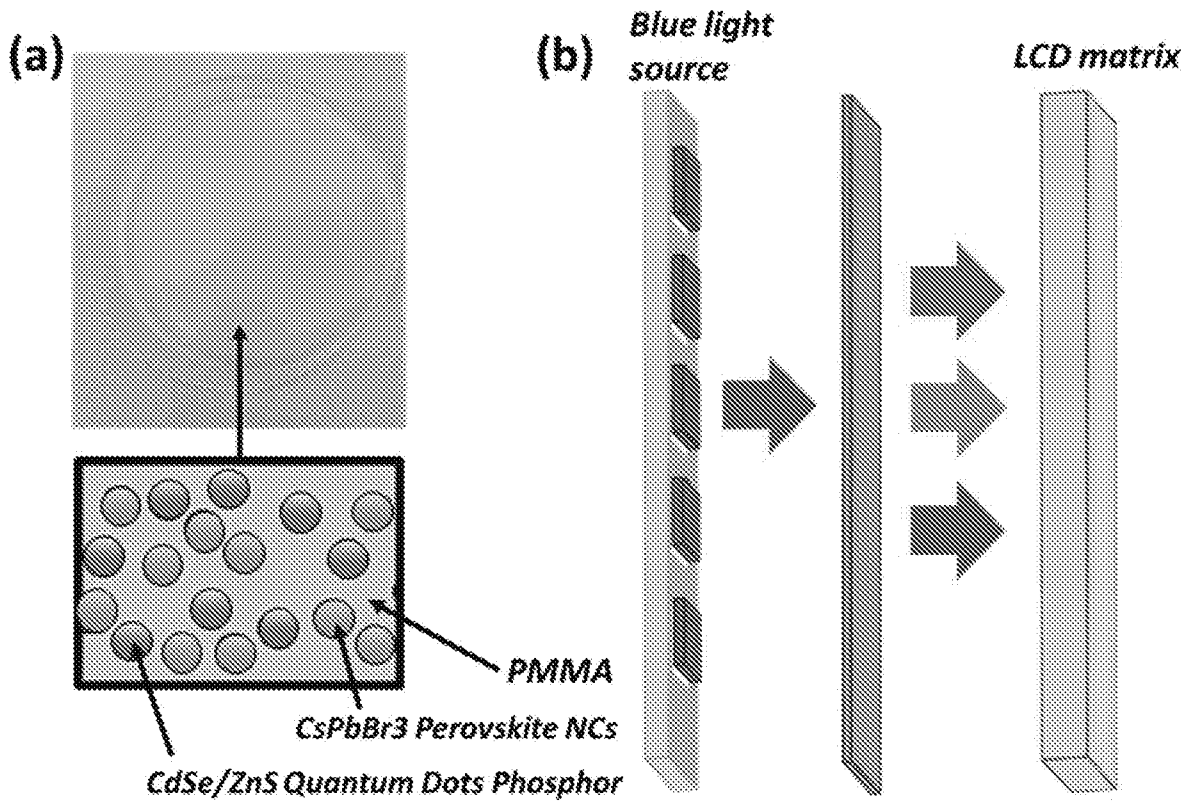 (a)
PMMA
CsPbBr3 Perovskite NCs
CdSe/ZnS Quantum Dots Phosphor
(b)
Blue light
source
LCD matrix